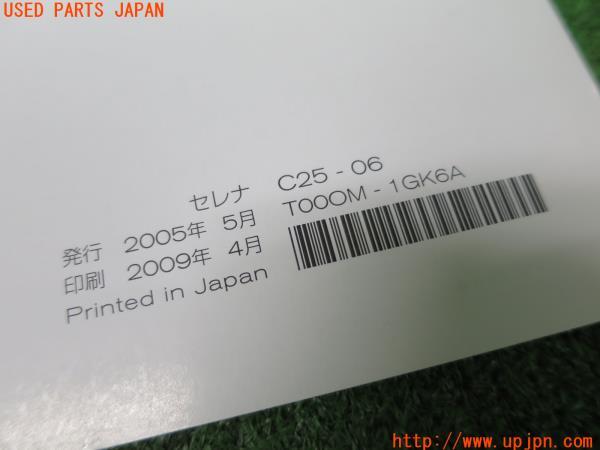 USED PARTS JAPAN
セレナ C25 - 06
発行 2005年 5月 T00OM - 1GK6A
印刷 2009年 4月
Printed in Japan
http://www.upjpn.com/